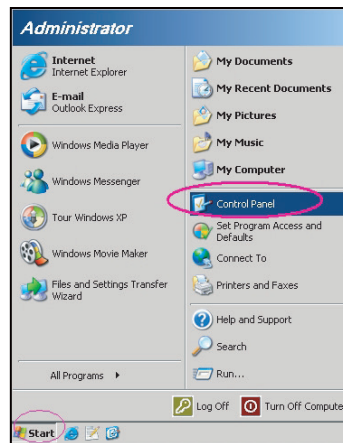 Administrator
Internet
Internet Explorer
E-mail
Outlook Express
Windows Media Player
Windows Messenger
Tour Windows XP
Windows Movie Maker
Files and Settings Transfer
Wizard
All Programs
My Documents
My Recent Documents
My Pictures
My Music
My Computer
Control Panel
Set Program Access and
Defaults
Connect To
Printers and Faxes
Help and Support
Search
Run...
Log Off
Turn Off Compute
Start